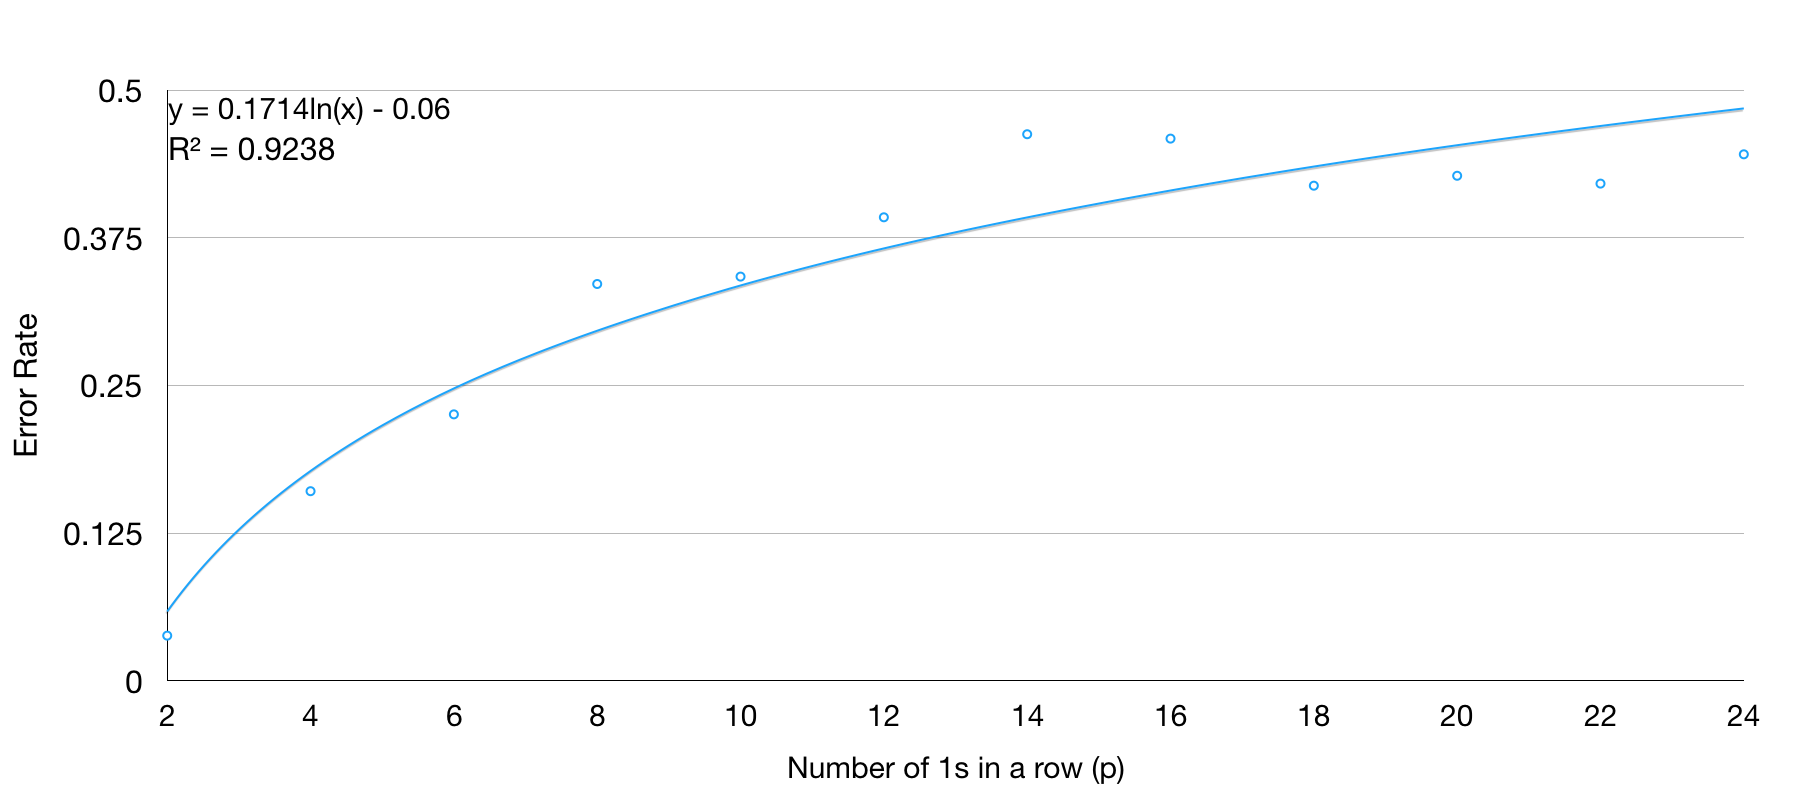 0.5
y = 0.1714ln(x) - 0.06
R² = 0.9238
0.375
0.25
0.125
0
Error Rate
2 4 6 8 10 12 14 16 18 20 22 24
Number of 1s in a row (p)